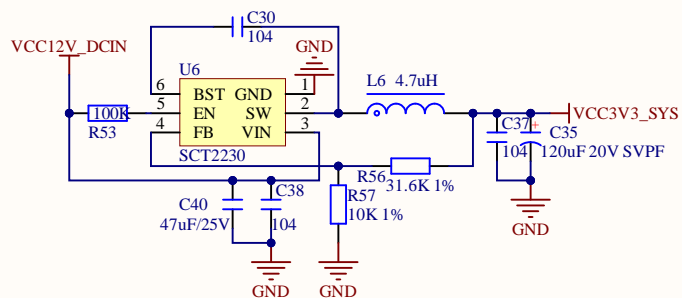 C30
104
VCC12V_DCIN
GND
U6
L6 4.7uH
6 BST GND 1
100K 5 EN SW 2
4 FB VIN 3
R53
SCT2230
VCC3V3_SYS
C37
104
+
C35
120uF 20V SVPF
R56
31.6K 1%
R57
10K 1%
C40
47uF/25V
C38
104
GND
GND
GND